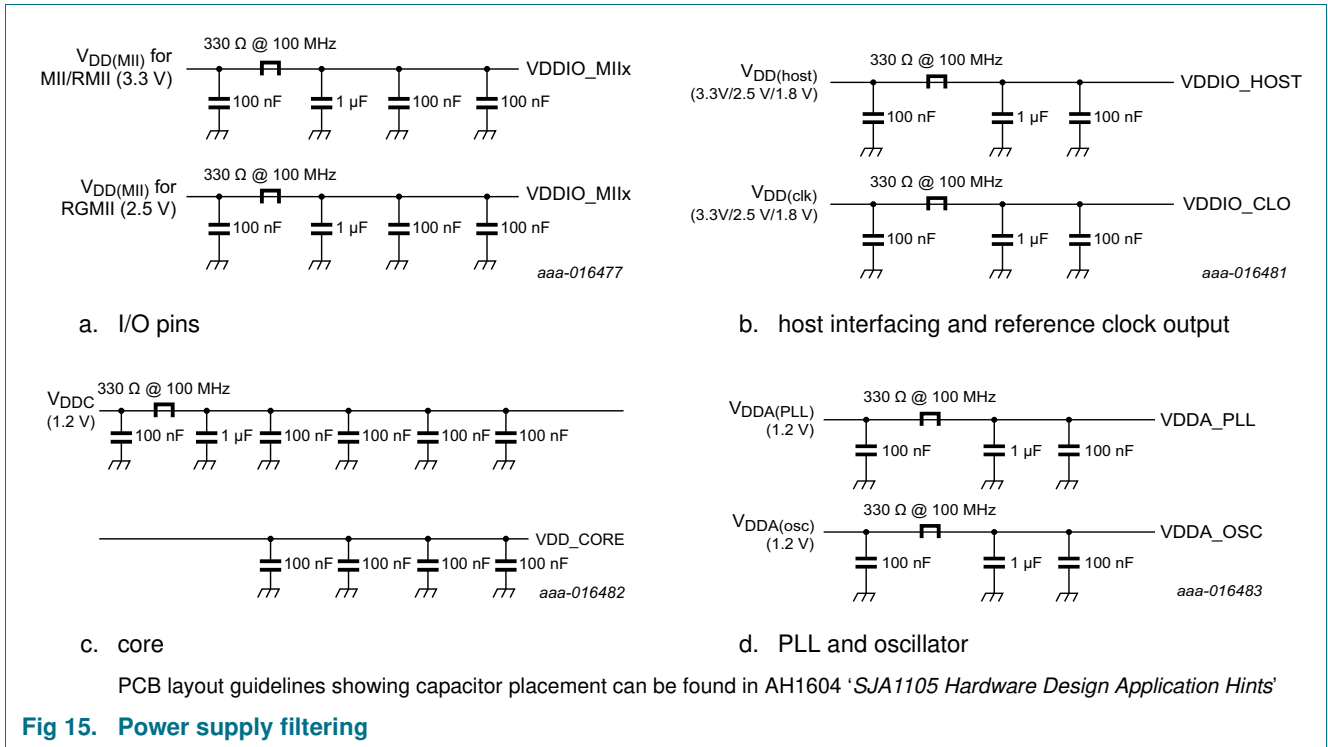 330 Ω @ 100 MHz
VDD(MII) for
MII/RMII (3.3 V)
VDDIO_MIIx
100 nF
1 µF
100 nF
100 nF
330 Ω @ 100 MHz
VDD(MII) for
RGMII (2.5 V)
VDDIO_MIIx
100 nF
1 µF
100 nF
100 nF
aaa-016477
a. I/O pins
330 Ω @ 100 MHz
VDD(host)
(3.3V/2.5 V/1.8 V)
VDDIO_HOST
100 nF
1 µF
100 nF
330 Ω @ 100 MHz
VDD(clk)
(3.3V/2.5 V/1.8 V)
VDDIO_CLO
100 nF
1 µF
100 nF
aaa-016481
b. host interfacing and reference clock output
330 Ω @ 100 MHz
VDDC
(1.2 V)
100 nF
1 µF
100 nF
100 nF
100 nF
100 nF
VDD_CORE
100 nF
100 nF
100 nF
100 nF
aaa-016482
c. core
330 Ω @ 100 MHz
VDDA(PLL)
(1.2 V)
VDDA_PLL
100 nF
1 µF
100 nF
330 Ω @ 100 MHz
VDDA(osc)
(1.2 V)
VDDA_OSC
100 nF
1 µF
100 nF
aaa-016483
d. PLL and oscillator
PCB layout guidelines showing capacitor placement can be found in AH1604 ‘SJA1105 Hardware Design Application Hints’
Fig 15. Power supply filtering